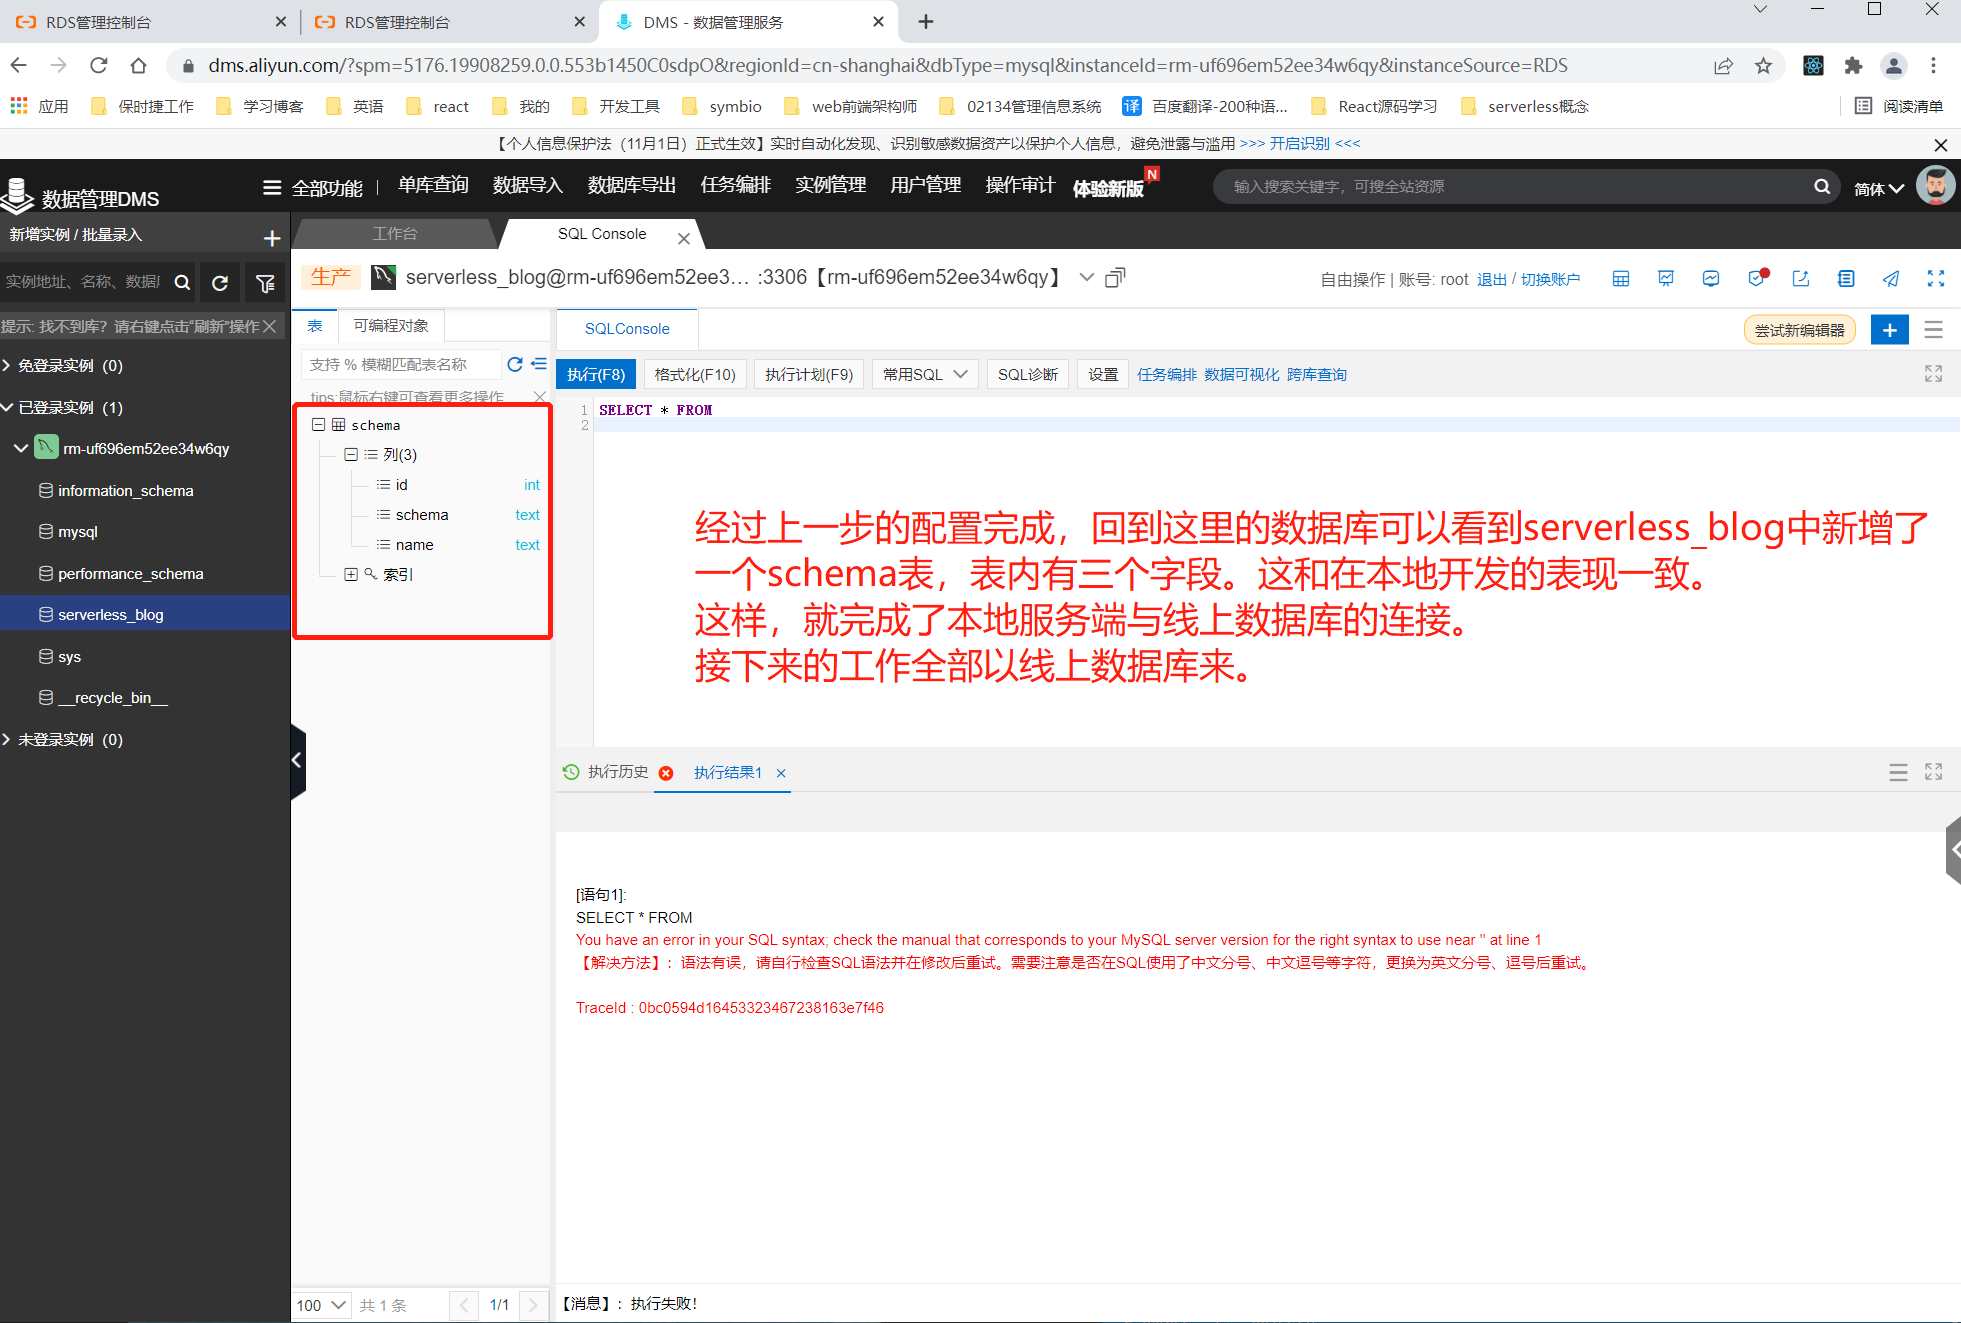 RDS管理控制台
RDS管理控制台
DMS - 数据管理服务
dms.aliyun.com/?spm=5176.19908259.0.0.553b1450C0sdpO&regionId=cn-shanghai&dbType=mysql&instanceId=rm-uf696em52ee34w6qy&instanceSource=RDS
应用 保时捷工作 学习博客 英语 react 我的 开发工具 symbio web前端架构师 02134管理信息系统 译 百度翻译-200种语... React源码学习 serverless概念 阅读清单
【个人信息保护法（11月1日）正式生效】实时自动化发现、识别敏感数据资产以保护个人信息，避免泄露与滥用 >>> 开启识别 <<<
数据管理DMS
全部功能 | 单库查询 数据导入 数据库导出 任务编排 实例管理 用户管理 操作审计 体验新版 N
输入搜索关键字，可搜全站资源
简体
新增实例 / 批量录入
工作台
SQL Console
实例地址、名称、数据
生产 serverless_blog@rm-uf696em52ee3... :3306【rm-uf696em52ee34w6qy】
自由操作 | 账号: root 退出 / 切换账户
提示: 找不到库？请右键点击“刷新”操作
免登录实例 (0)
已登录实例 (1)
rm-uf696em52ee34w6qy
information_schema
mysql
performance_schema
serverless_blog
sys
__recycle_bin__
未登录实例 (0)
表 可编程对象
支持 % 模糊匹配表名称
tips:鼠标右键可查看更多操作
schema
列(3)
id int
schema text
name text
索引
100 共 1 条 1/1
SQLConsole
尝试新编辑器
执行(F8) 格式化(F10) 执行计划(F9) 常用SQL SQL诊断 设置 任务编排 数据可视化 跨库查询
1 SELECT * FROM
2
经过上一步的配置完成，回到这里的数据库可以看到serverless_blog中新增了
一个schema表，表内有三个字段。这和在本地开发的表现一致。
这样，就完成了本地服务端与线上数据库的连接。
接下来的工作全部以线上数据库来。
执行历史 执行结果1
[语句1]:
SELECT * FROM
You have an error in your SQL syntax; check the manual that corresponds to your MySQL server version for the right syntax to use near '' at line 1
【解决方法】：语法有误，请自行检查SQL语法并在修改后重试。需要注意是否在SQL使用了中文分号、中文逗号等字符，更换为英文分号、逗号后重试。
TraceId : 0bc0594d16453323467238163e7f46
【消息】：执行失败！